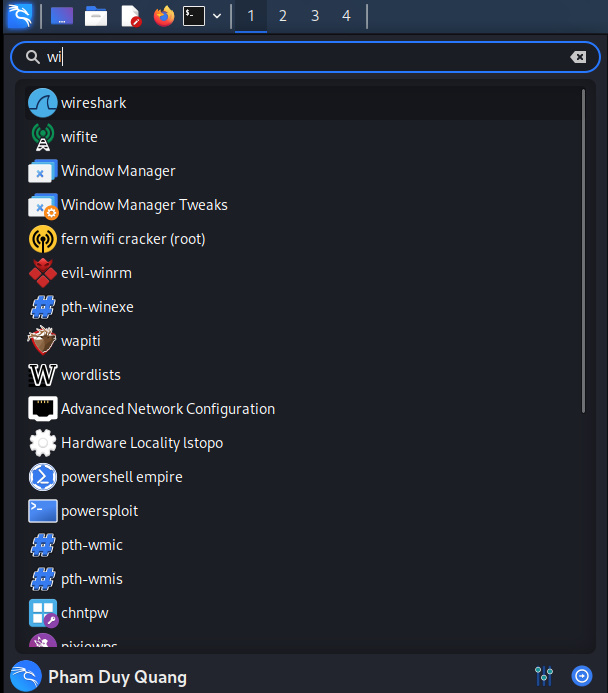 1 2 3 4
wi
wireshark
wifite
Window Manager
Window Manager Tweaks
fern wifi cracker (root)
evil-winrm
pth-winexe
wapiti
wordlists
Advanced Network Configuration
Hardware Locality lstopo
powershell empire
powersploit
pth-wmic
pth-wmis
chntpw
pixiewps
Pham Duy Quang